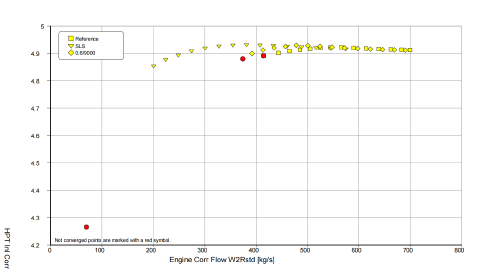 5
4.9
4.8
4.7
4.6
4.5
4.4
4.3
4.2
Reference
SLS
0.6/9000
Not converged points are marked with a red symbol.
0 100 200 300 400 500 600 700 800
Engine Corr Flow W2Rstd [kg/s]
HPT Inl Corr